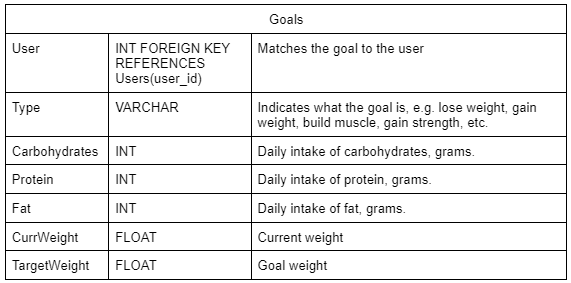 Goals
User
INT FOREIGN KEY
REFERENCES
Users(user_id)
Matches the goal to the user
Type
VARCHAR
Indicates what the goal is, e.g. lose weight, gain
weight, build muscle, gain strength, etc.
Carbohydrates
INT
Daily intake of carbohydrates, grams.
Protein
INT
Daily intake of protein, grams.
Fat
INT
Daily intake of fat, grams.
CurrWeight
FLOAT
Current weight
TargetWeight
FLOAT
Goal weight